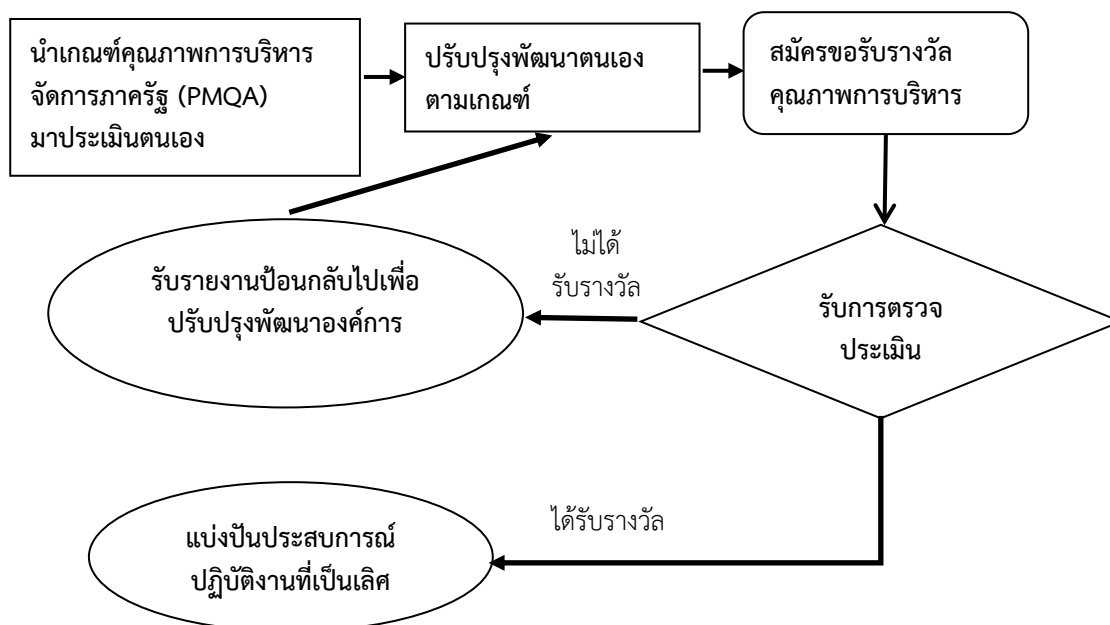 นำเกณฑ์คุณภาพการบริหาร
จัดการภาครัฐ (PMQA)
มาประเมินตนเอง
ปรับปรุงพัฒนาตนเอง
ตามเกณฑ์
สมัครขอรับรางวัล
คุณภาพการบริหาร
ไม่ได้
รับรางวัล
รับรายงานป้อนกลับไปเพื่อ
ปรับปรุงพัฒนาองค์การ
รับการตรวจ
ประเมิน
ได้รับรางวัล
แบ่งปันประสบการณ์
ปฏิบัติงานที่เป็นเลิศ